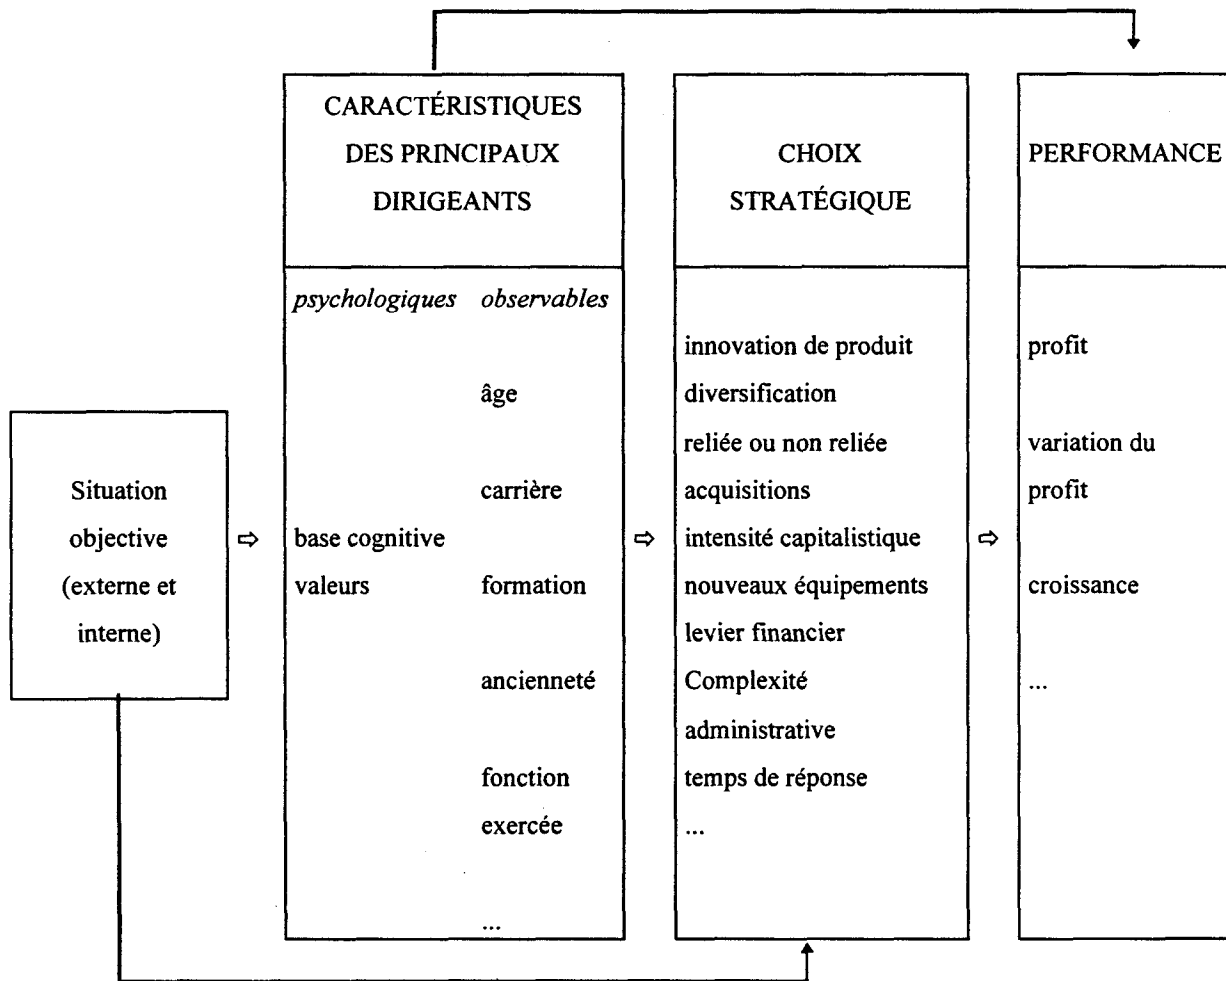 CARACTÉRISTIQUES
DES PRINCIPAUX
DIRIGEANTS
CHOIX
STRATÉGIQUE
PERFORMANCE
Situation
objective
(externe et
interne)
⇨
psychologiques observables
âge
carrière
base cognitive
valeurs formation
ancienneté
fonction
exercée
...
⇨
innovation de produit
diversification
reliée ou non reliée
acquisitions
intensité capitalistique
nouveaux équipements
levier financier
Complexité
administrative
temps de réponse
...
⇨
profit
variation du
profit
croissance
...